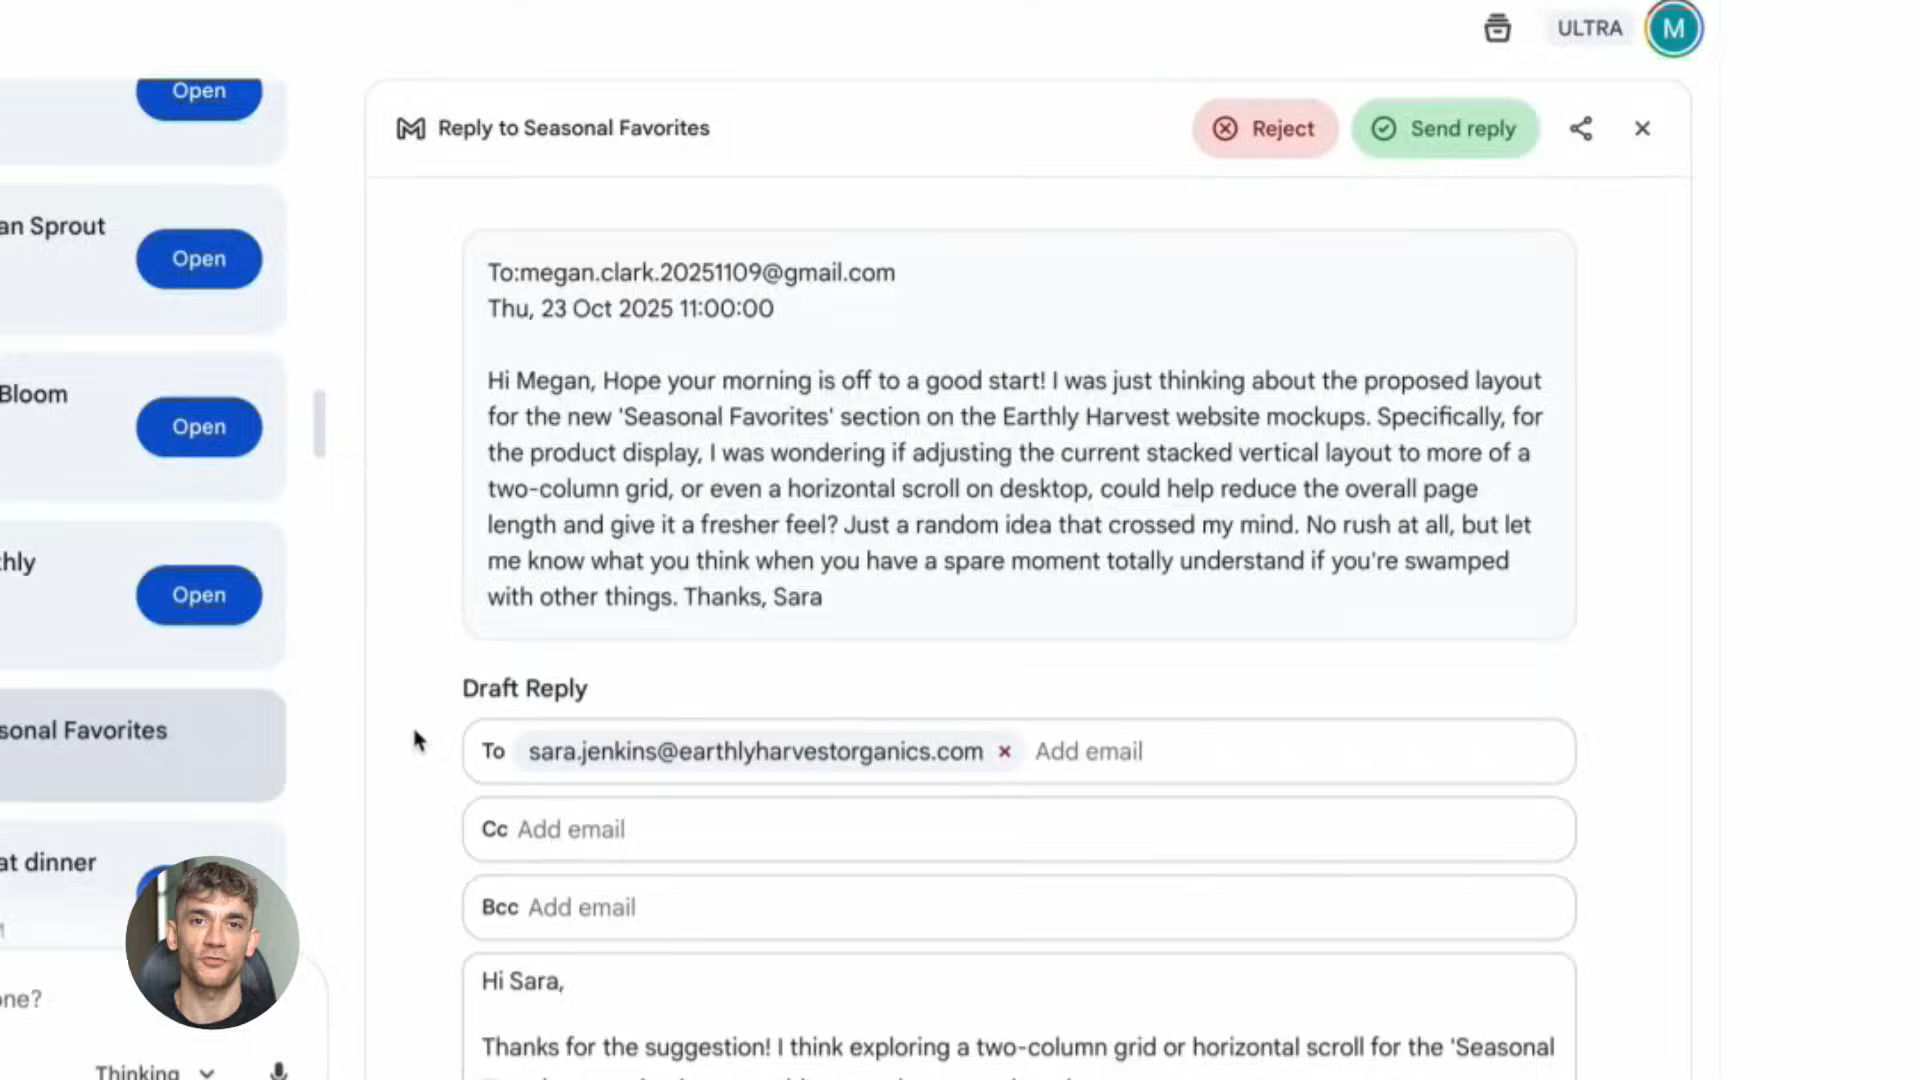 ULTRA
M
Open
Reply to Seasonal Favorites
Reject
Send reply
an Sprout
Open
To:megan.clark.20251109@gmail.com
Thu, 23 Oct 2025 11:00:00
Hi Megan, Hope your morning is off to a good start! I was just thinking about the proposed layout
for the new 'Seasonal Favorites' section on the Earthly Harvest website mockups. Specifically, for
the product display, I was wondering if adjusting the current stacked vertical layout to more of a
two-column grid, or even a horizontal scroll on desktop, could help reduce the overall page
length and give it a fresher feel? Just a random idea that crossed my mind. No rush at all, but let
me know what you think when you have a spare moment totally understand if you're swamped
with other things. Thanks, Sara
Bloom
Open
thly
Open
sonal Favorites
at dinner
Draft Reply
To sara.jenkins@earthlyharvestorganics.com × Add email
Cc Add email
Bcc Add email
Hi Sara,
Thanks for the suggestion! I think exploring a two-column grid or horizontal scroll for the 'Seasonal
one?
Thinking